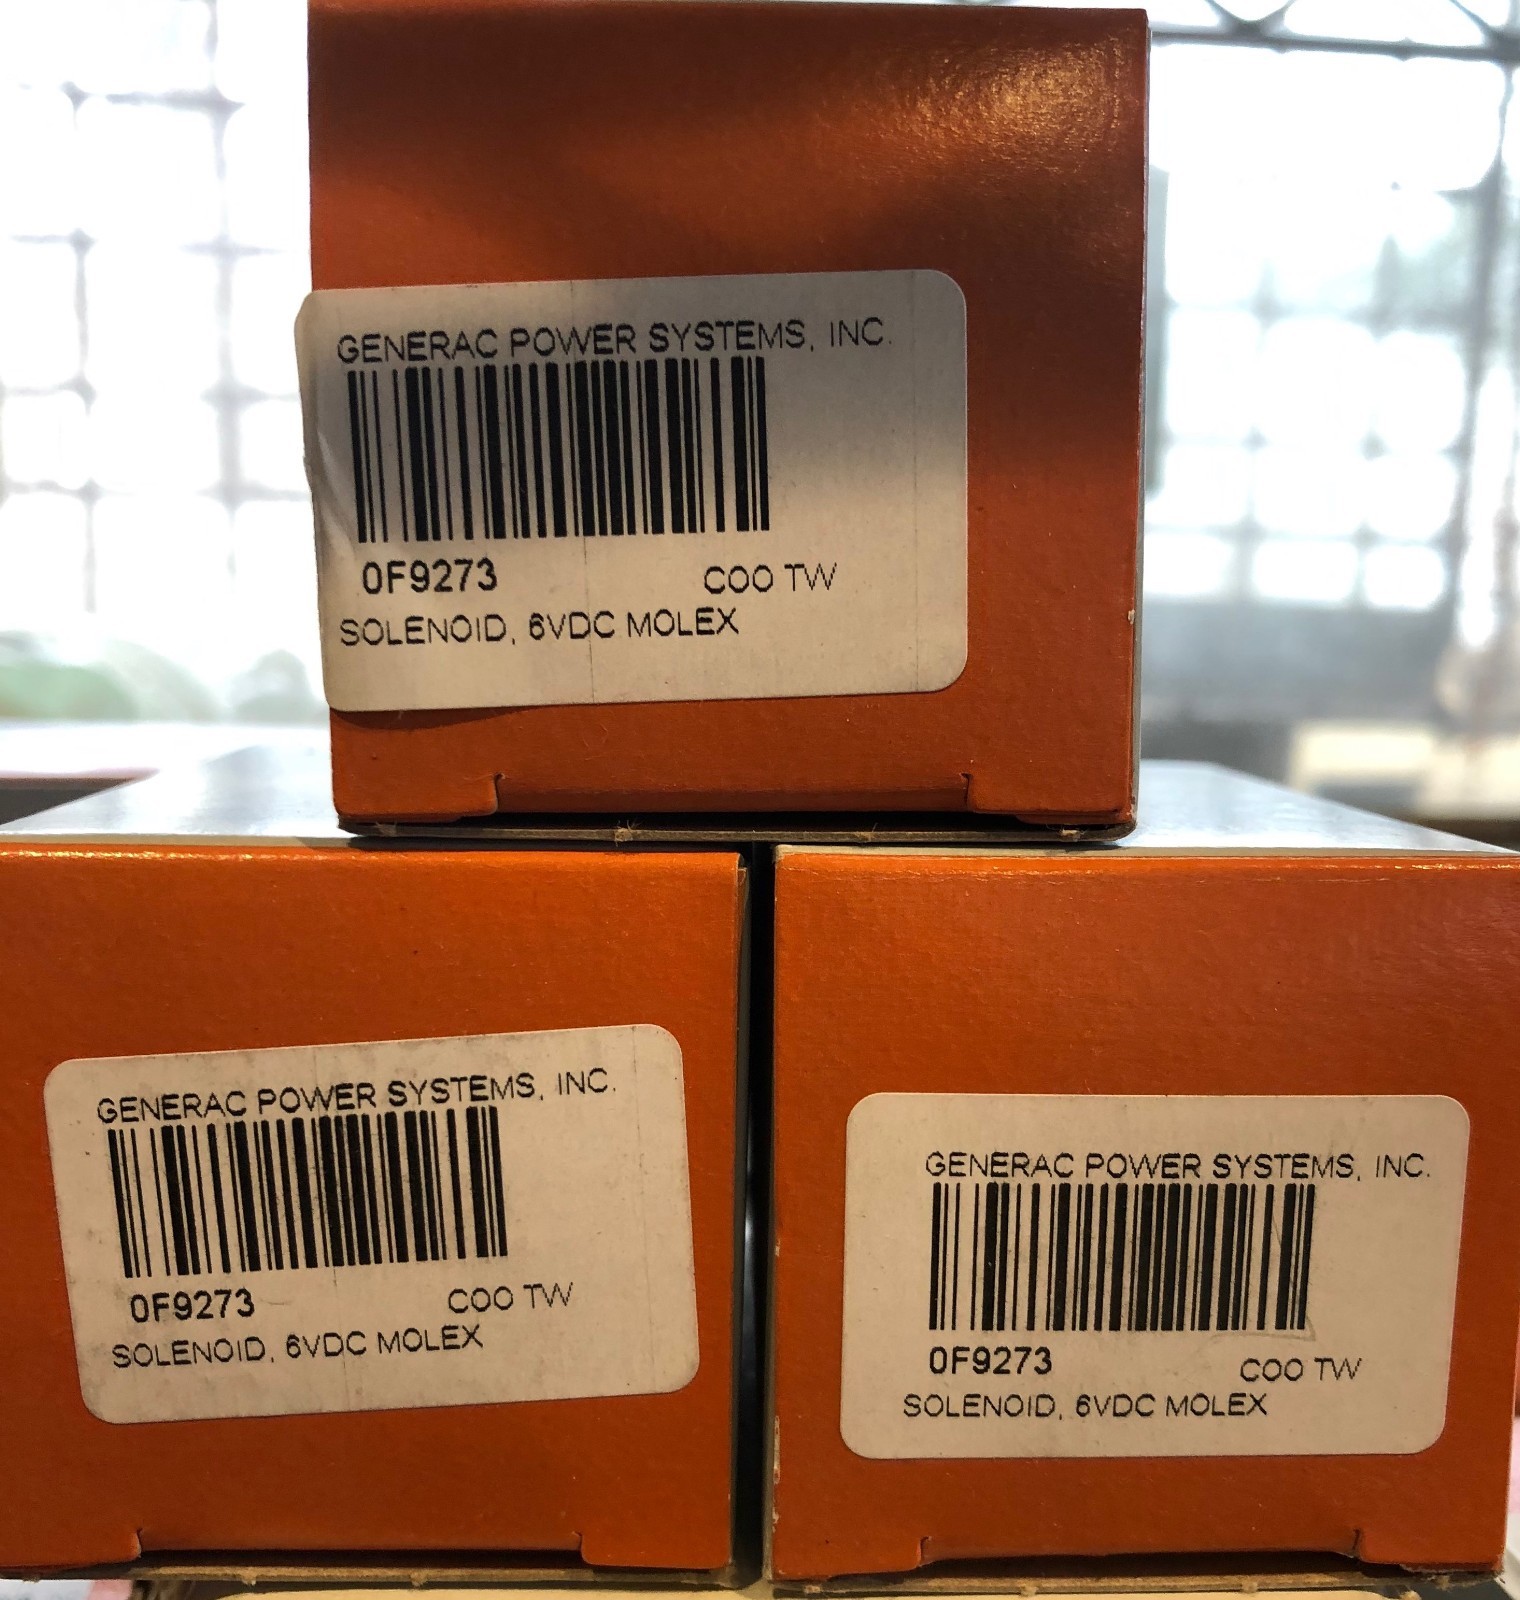 GENERAC POWER SYSTEMS, INC.
0F9273 COO TW
SOLENOID, 6VDC MOLEX
GENERAC POWER SYSTEMS, INC.
0F9273 COO TW
SOLENOID, 6VDC MOLEX
GENERAC POWER SYSTEMS, INC.
0F9273 COO TW
SOLENOID, 6VDC MOLEX